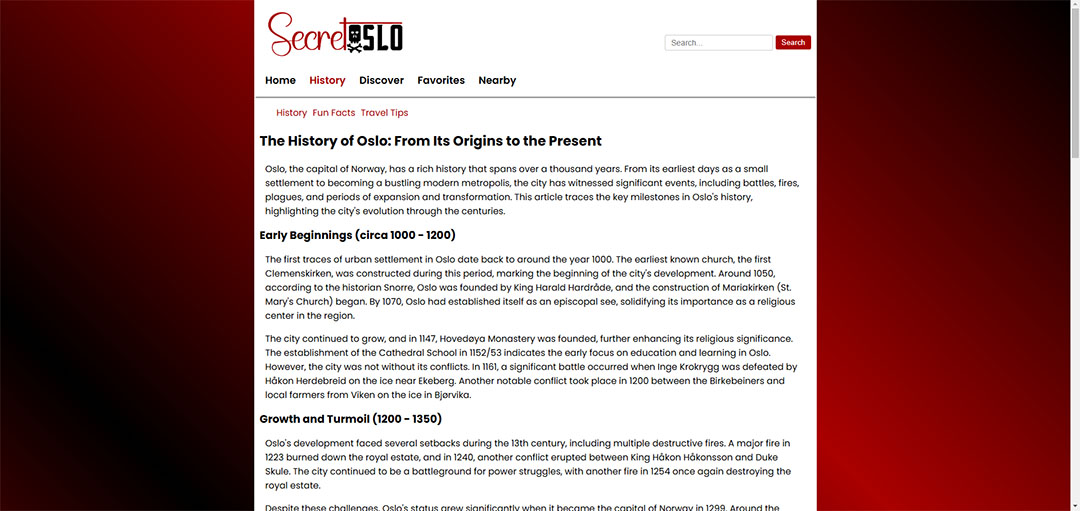 Secret OSLO
Search...
Search
Home History Discover Favorites Nearby
History Fun Facts Travel Tips
The History of Oslo: From Its Origins to the Present
Oslo, the capital of Norway, has a rich history that spans over a thousand years. From its earliest days as a small
settlement to becoming a bustling modern metropolis, the city has witnessed significant events, including battles, fires,
plagues, and periods of expansion and transformation. This article traces the key milestones in Oslo's history,
highlighting the city's evolution through the centuries.
Early Beginnings (circa 1000 - 1200)
The first traces of urban settlement in Oslo date back to around the year 1000. The earliest known church, the first
Clemenskirken, was constructed during this period, marking the beginning of the city's development. Around 1050,
according to the historian Snorre, Oslo was founded by King Harald Hardråde, and the construction of Mariakirken (St.
Mary's Church) began. By 1070, Oslo had established itself as an episcopal see, solidifying its importance as a religious
center in the region.
The city continued to grow, and in 1147, Hovedøya Monastery was founded, further enhancing its religious significance.
The establishment of the Cathedral School in 1152/53 indicates the early focus on education and learning in Oslo.
However, the city was not without its conflicts. In 1161, a significant battle occurred when Inge Krokrygg was defeated by
Håkon Herdebreid on the ice near Ekeberg. Another notable conflict took place in 1200 between the Birkebeiners and
local farmers from Viken on the ice in Bjørvika.
Growth and Turmoil (1200 - 1350)
Oslo's development faced several setbacks during the 13th century, including multiple destructive fires. A major fire in
1223 burned down the royal estate, and in 1240, another conflict erupted between King Håkon Håkonsson and Duke
Skule. The city continued to be a battleground for power struggles, with another fire in 1254 once again destroying the
royal estate.
Despite these challenges, Oslo's status grew significantly when it became the capital of Norway in 1299. Around the